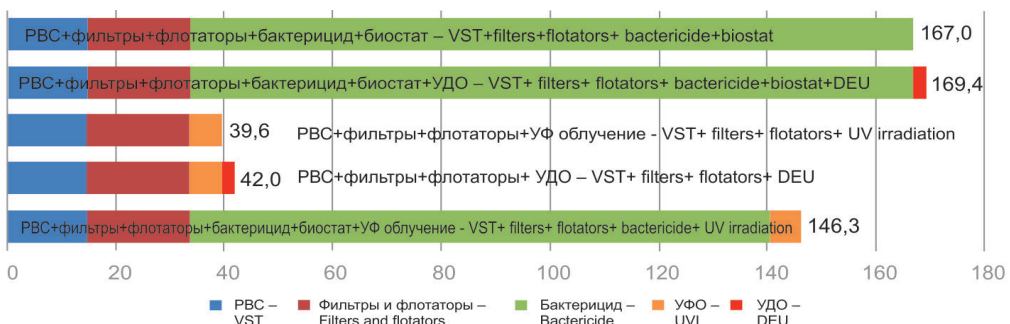 РВС+фильтры+флотаторы+бактерицид+биостат – VST+filters+flotators+ bactericide+biostat 167,0
РВС+фильтры+флотаторы+бактерицид+биостат+УДО – VST+ filters+ flotators+ bactericide+biostat+DEU 169,4
39,6 РВС+фильтры+флотаторы+УФ облучение - VST+ filters+ flotators+ UV irradiation
42,0 РВС+фильтры+флотаторы+ УДО – VST+ filters+ flotators+ DEU
РВС+фильтры+флотаторы+бактерицид+биостат+УФ облучение - VST+ filters+ flotators+ bactericide+ UV irradiation 146,3
0 20 40 60 80 100 120 140 160 180
РВС – Фильтры и флотаторы – Бактерицид – УФО – УДО –
VST Filters and flotators Bactericide UVI DEU